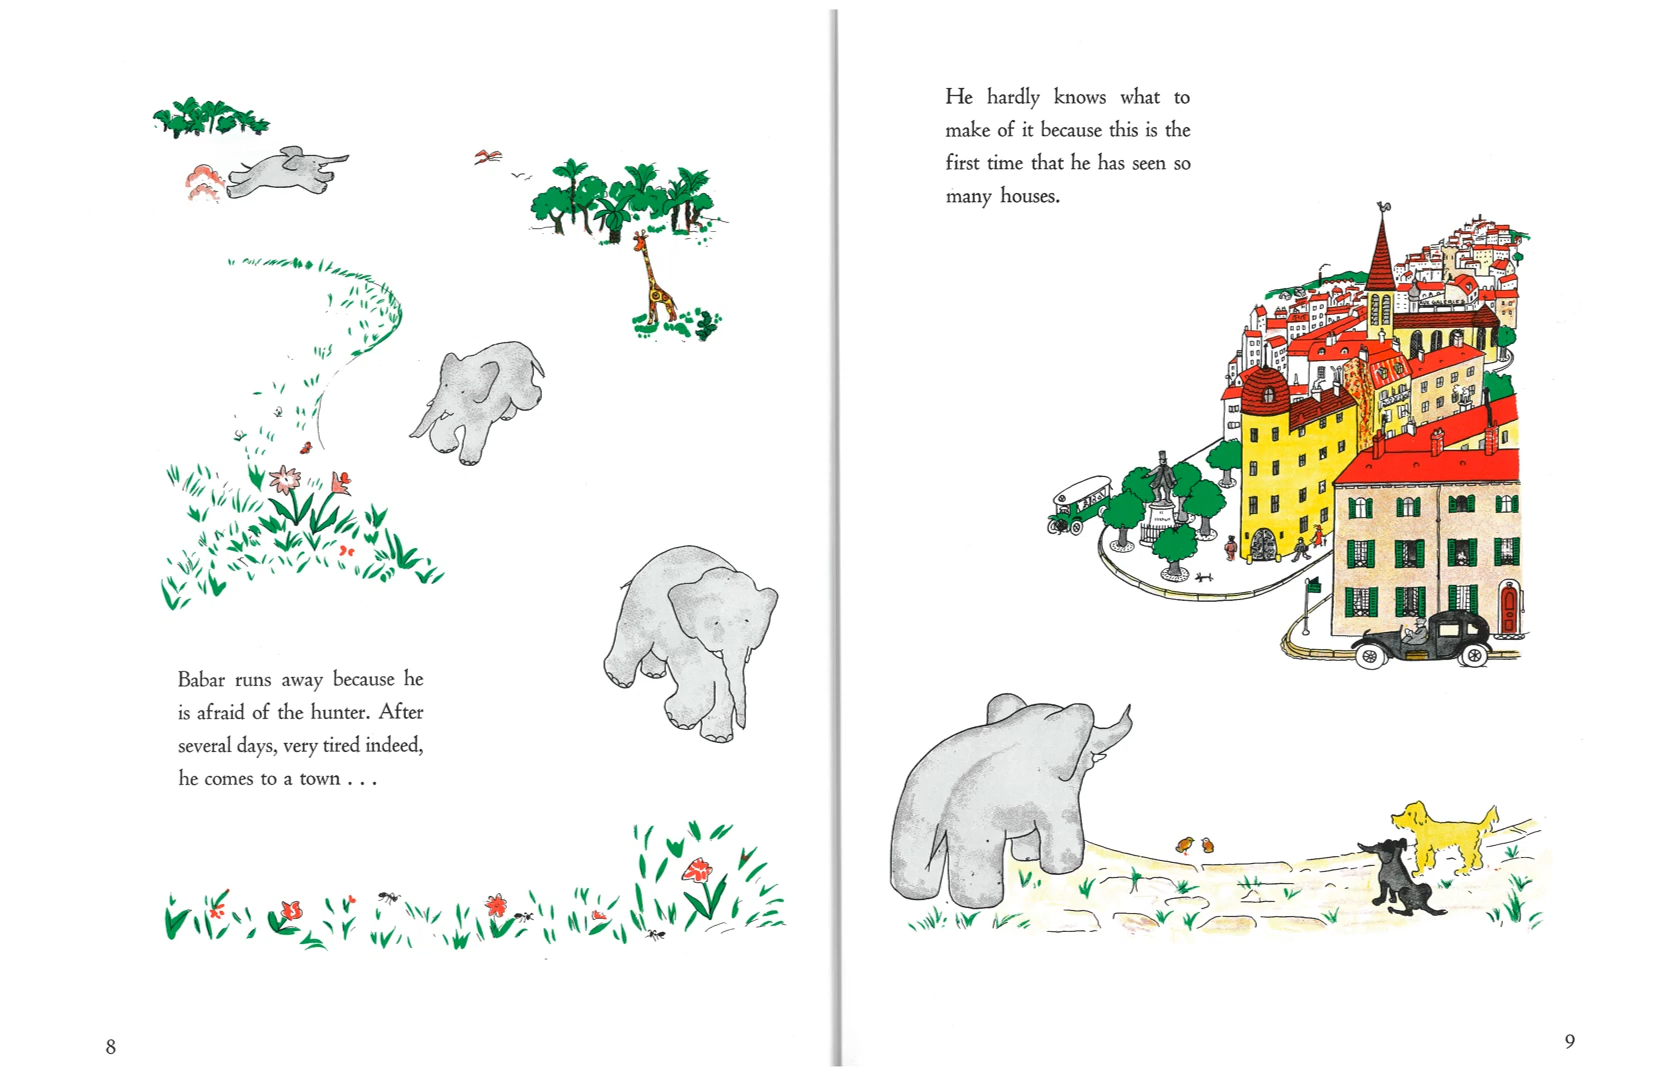 Babar runs away because he
is afraid of the hunter. After
several days, very tired indeed,
he comes to a town . . .
8
He hardly knows what to
make of it because this is the
first time that he has seen so
many houses.
GALERIES
9